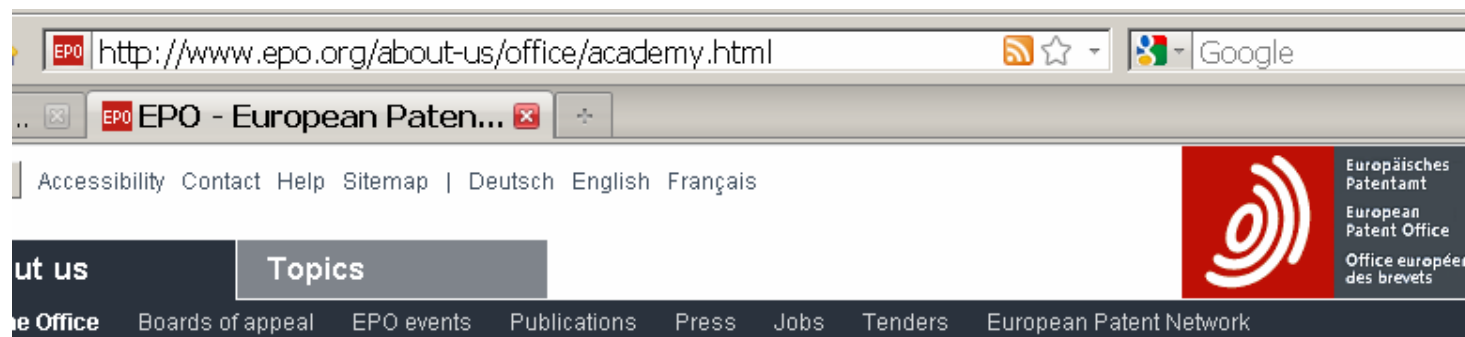 EPO http://www.epo.org/about-us/office/academy.html Google
.. EPO EPO - European Paten...
Accessibility Contact Help Sitemap | Deutsch English Français
Europäisches
Patentamt
European
Patent Office
Office européen
des brevets
ut us Topics
e Office Boards of appeal EPO events Publications Press Jobs Tenders European Patent Network